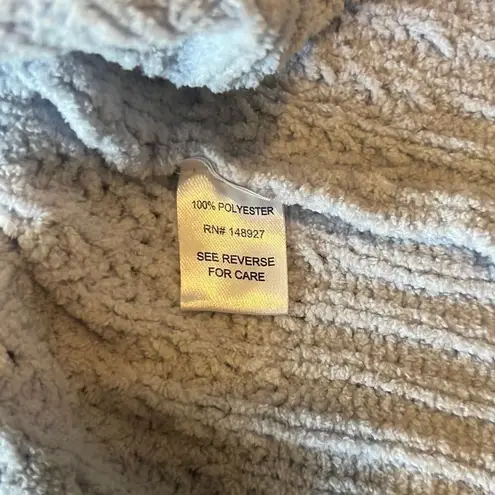 100% POLYESTER
RN# 148927
SEE REVERSE
FOR CARE